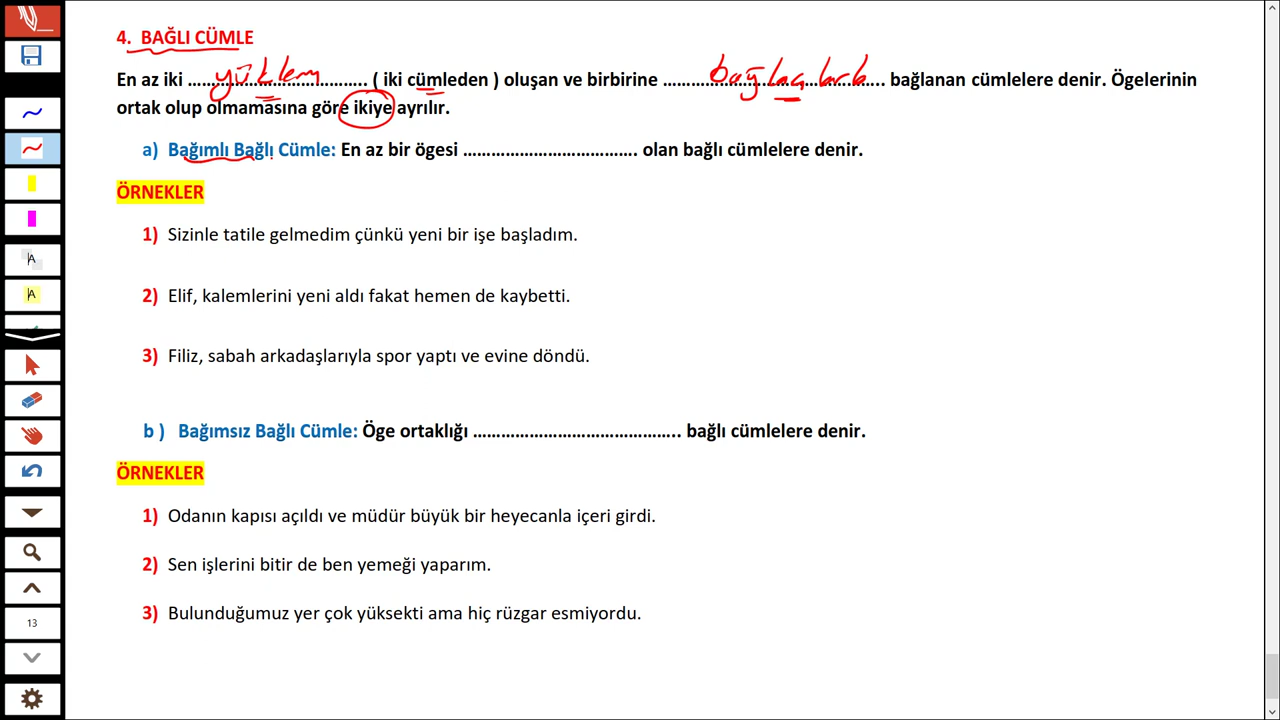 4. BAĞLI CÜMLE
En az iki ......yüklem...... ( iki cümleden ) oluşan ve birbirine ......bağlaçlarla...... bağlanan cümlelere denir. Ögelerinin
ortak olup olmamasına göre ikiye ayrılır.
a) Bağımlı Bağlı Cümle: En az bir ögesi ................................. olan bağlı cümlelere denir.
ÖRNEKLER
1) Sizinle tatile gelmedim çünkü yeni bir işe başladım.
2) Elif, kalemlerini yeni aldı fakat hemen de kaybetti.
3) Filiz, sabah arkadaşlarıyla spor yaptı ve evine döndü.
b ) Bağımsız Bağlı Cümle: Öge ortaklığı ........................................ bağlı cümlelere denir.
ÖRNEKLER
1) Odanın kapısı açıldı ve müdür büyük bir heyecanla içeri girdi.
2) Sen işlerini bitir de ben yemeği yaparım.
3) Bulunduğumuz yer çok yüksekti ama hiç rüzgar esmiyordu.
A
A
13